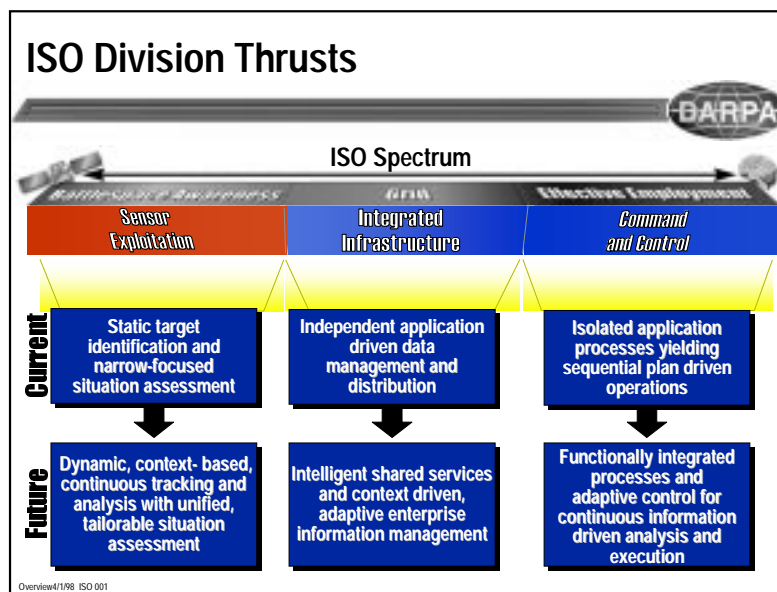 ISO Division Thrusts
DARPA
ISO Spectrum
Battlespace Awareness
Grid
Effective Employment
Sensor
Exploitation
Integrated
Infrastructure
Command
and Control
Current
Static target
identification and
narrow-focused
situation assessment
Independent application
driven data
management and
distribution
Isolated application
processes yielding
sequential plan driven
operations
Future
Dynamic, context- based,
continuous tracking and
analysis with unified,
tailorable situation
assessment
Intelligent shared services
and context driven,
adaptive enterprise
information management
Functionally integrated
processes and
adaptive control for
continuous information
driven analysis and
execution
Overview4/1/98 ISO 001